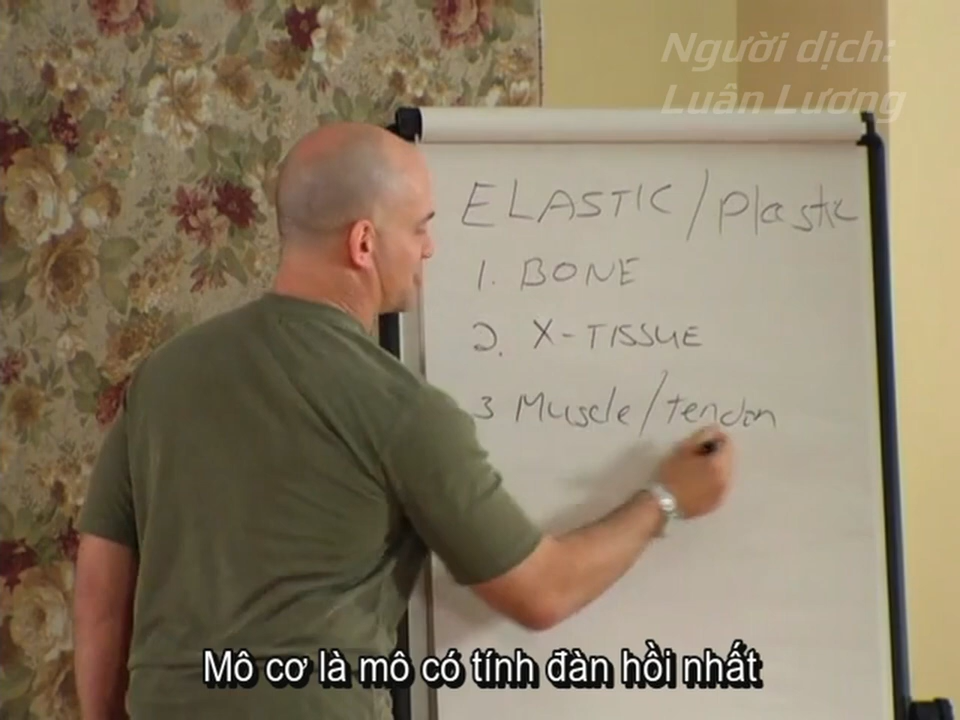 Người dịch:
Luân Lương
ELASTIC / plastic
1. BONE
2. X-TISSUE
3 Muscle/tendon
Mô cơ là mô có tính đàn hồi nhất